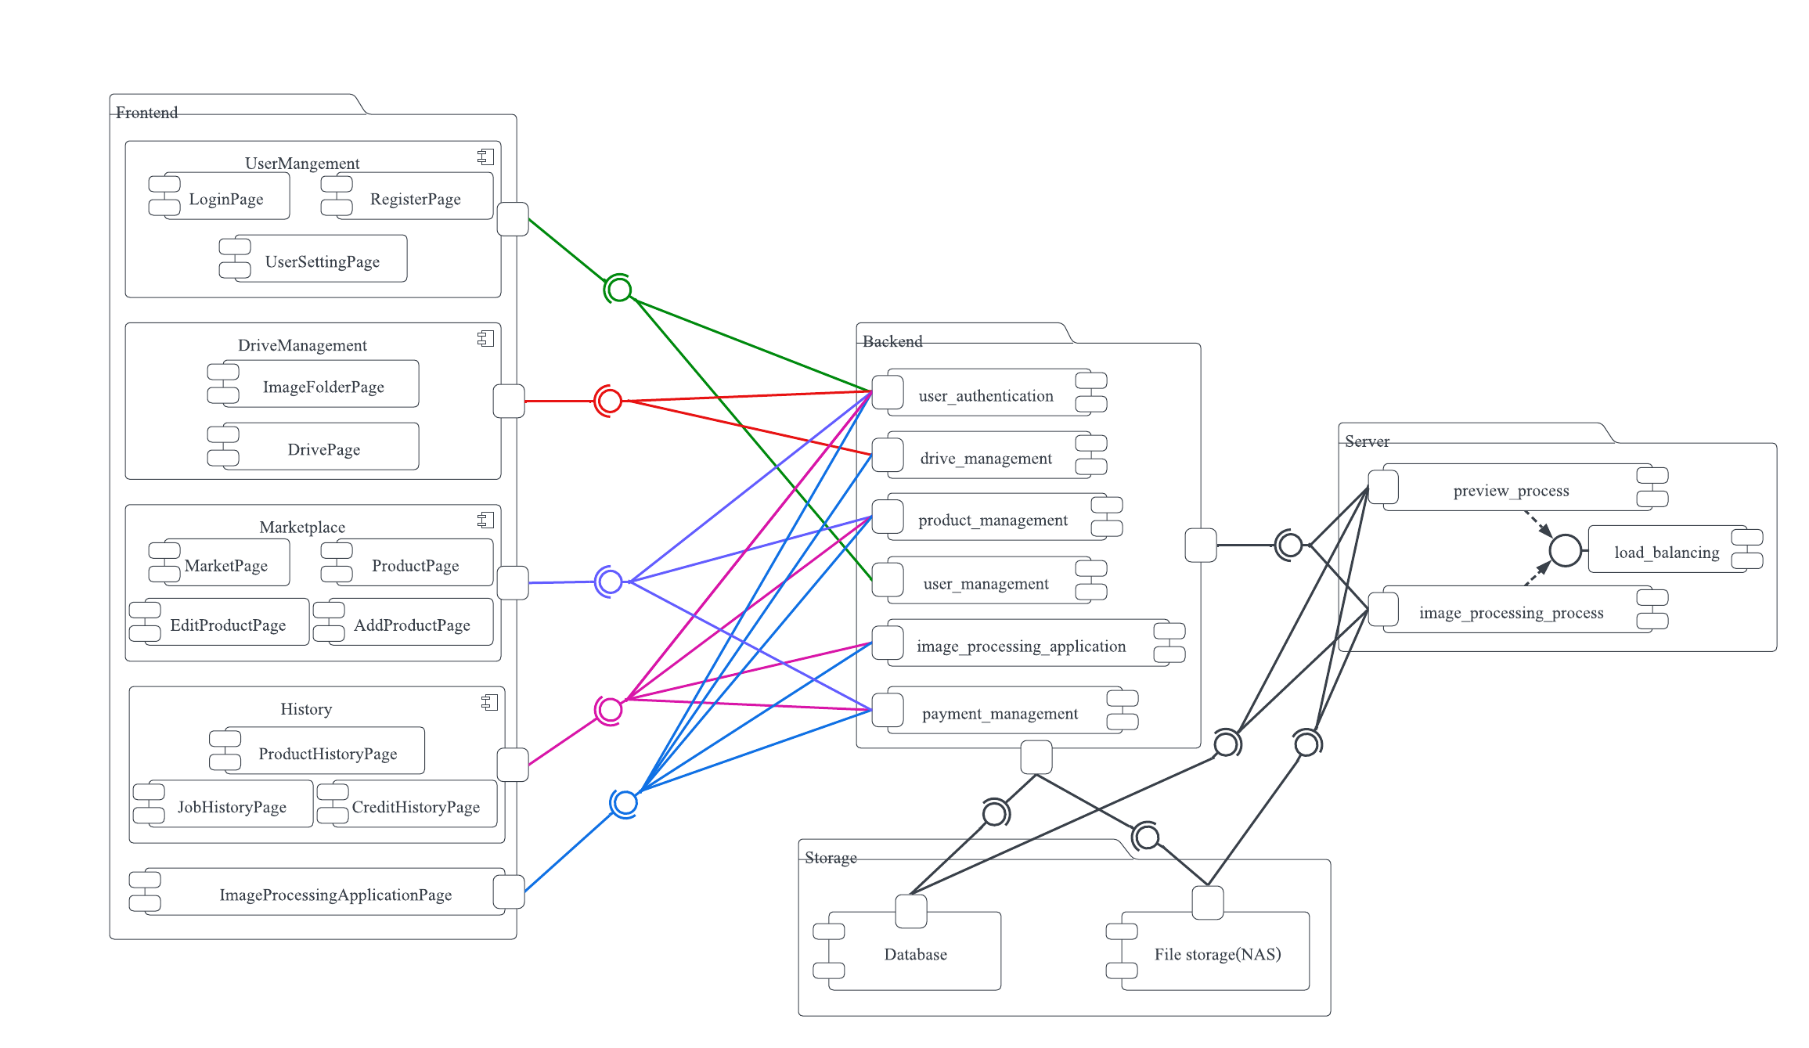 Frontend
UserMangement
LoginPage
RegisterPage
UserSettingPage
DriveManagement
ImageFolderPage
DrivePage
Marketplace
MarketPage
ProductPage
EditProductPage
AddProductPage
History
ProductHistoryPage
JobHistoryPage
CreditHistoryPage
ImageProcessingApplicationPage
Backend
user_authentication
drive_management
product_management
user_management
image_processing_application
payment_management
Server
preview_process
load_balancing
image_processing_process
Storage
Database
File storage(NAS)